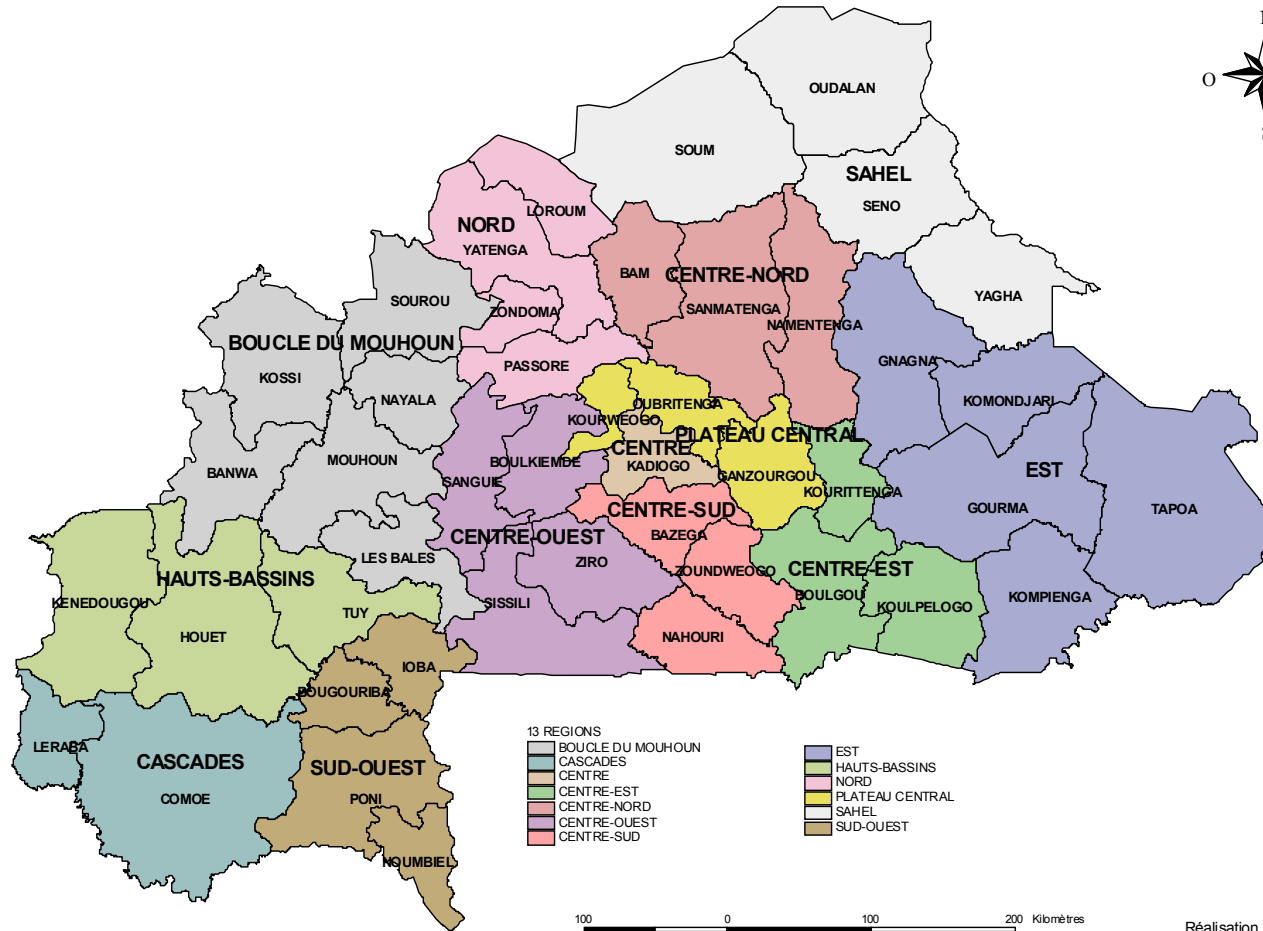 OUDALAN
O
SOUM
SAHEL
SENO
LOROUM
NORD
YATENGA
BAM
CENTRE-NORD
SANMATENGA
NAMENTENGA
YAGHA
SOUROU
ZONDOMA
BOUCLE DU MOUHOUN
KOSSI
PASSORE
GNAGNA
NAYALA
KOMONDJARI
OUBRITENGA
KOURWEOGO
PLATEAU CENTRAL
CENTRE
KADIOGO
MOUHOUN
BANWA
BOULKIEMDE
SANGUIE
GANZOURGOU
KOURITTENGA
EST
GOURMA
TAPOA
CENTRE-SUD
BAZEGA
CENTRE-OUEST
ZIRO
LES BALES
ZOUNDWEOGO
CENTRE-EST
BOULGOU
KOULPELOGO
KOMPIENGA
HAUTS-BASSINS
KENEDOUGOU
TUY
HOUET
SISSILI
NAHOURI
IOBA
BOUGOURIBA
LERABA
CASCADES
COMOE
SUD-OUEST
PONI
NOUMBIEL
13 REGIONS
BOUCLE DU MOUHOUN
CASCADES
CENTRE
CENTRE-EST
CENTRE-NORD
CENTRE-OUEST
CENTRE-SUD
EST
HAUTS-BASSINS
NORD
PLATEAU CENTRAL
SAHEL
SUD-OUEST
100 0 100 200 Kilomètres
Réalisation